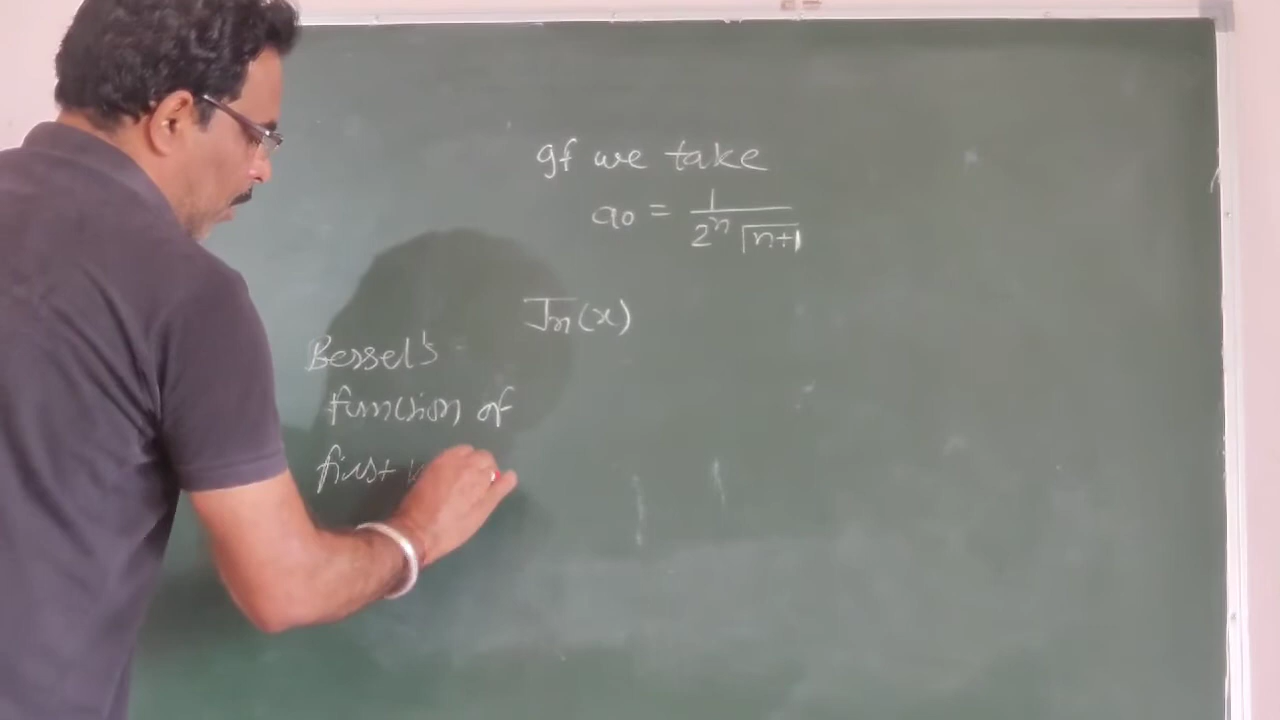 If we take
a0 = 1 / 2^n √n+1
Jn(x)
Bessel's
function of
first